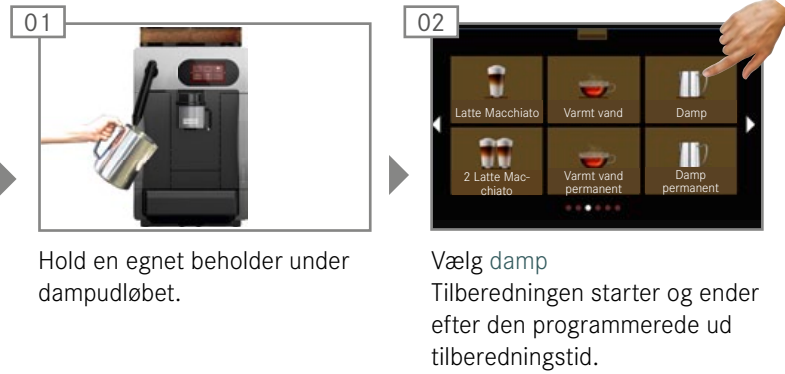 01
Hold en egnet beholder under
dampudløbet.
02
Latte Macchiato
Varmt vand
Damp
2 Latte Mac-
chiato
Varmt vand
permanent
Damp
permanent
Vælg damp
Tilberedningen starter og ender
efter den programmerede ud
tilberedningstid.